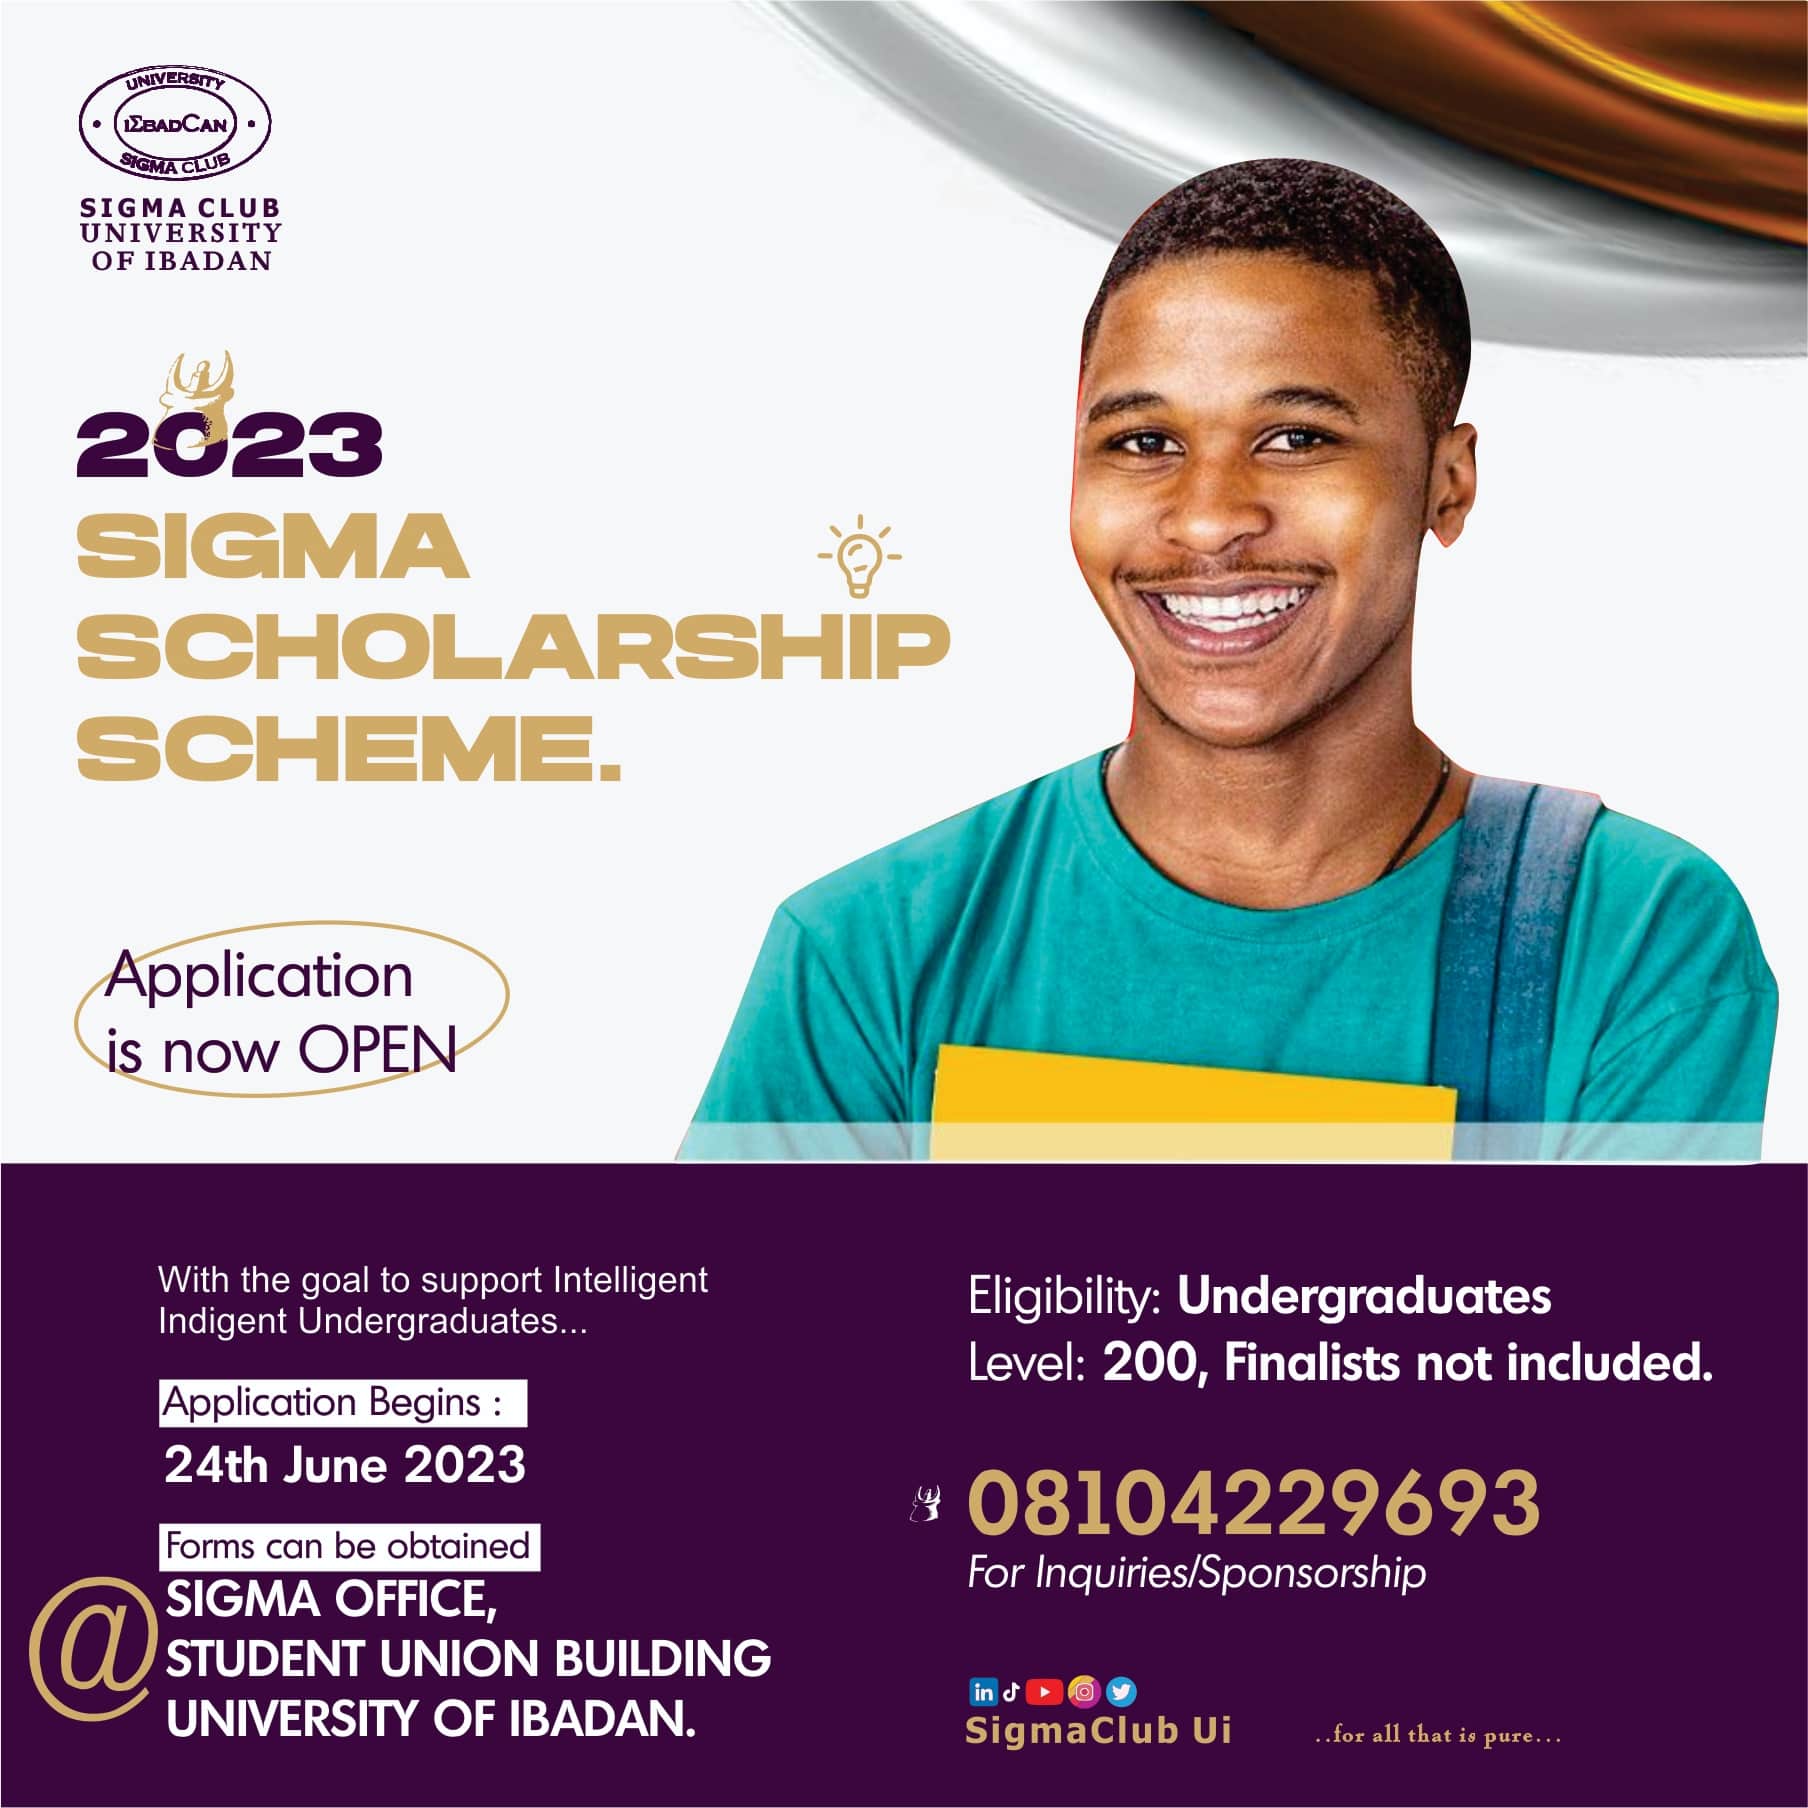 UNIVERSITY
IΣBADCAN
SIGMA CLUB
SIGMA CLUB
UNIVERSITY
OF IBADAN
2023
SIGMA
SCHOLARSHIP
SCHEME.
Application
is now OPEN
With the goal to support Intelligent
Indigent Undergraduates...
Application Begins :
24th June 2023
Forms can be obtained
@ SIGMA OFFICE,
STUDENT UNION BUILDING
UNIVERSITY OF IBADAN.
Eligibility: Undergraduates
Level: 200, Finalists not included.
08104229693
For Inquiries/Sponsorship
in
SigmaClub Ui
..for all that is pure...